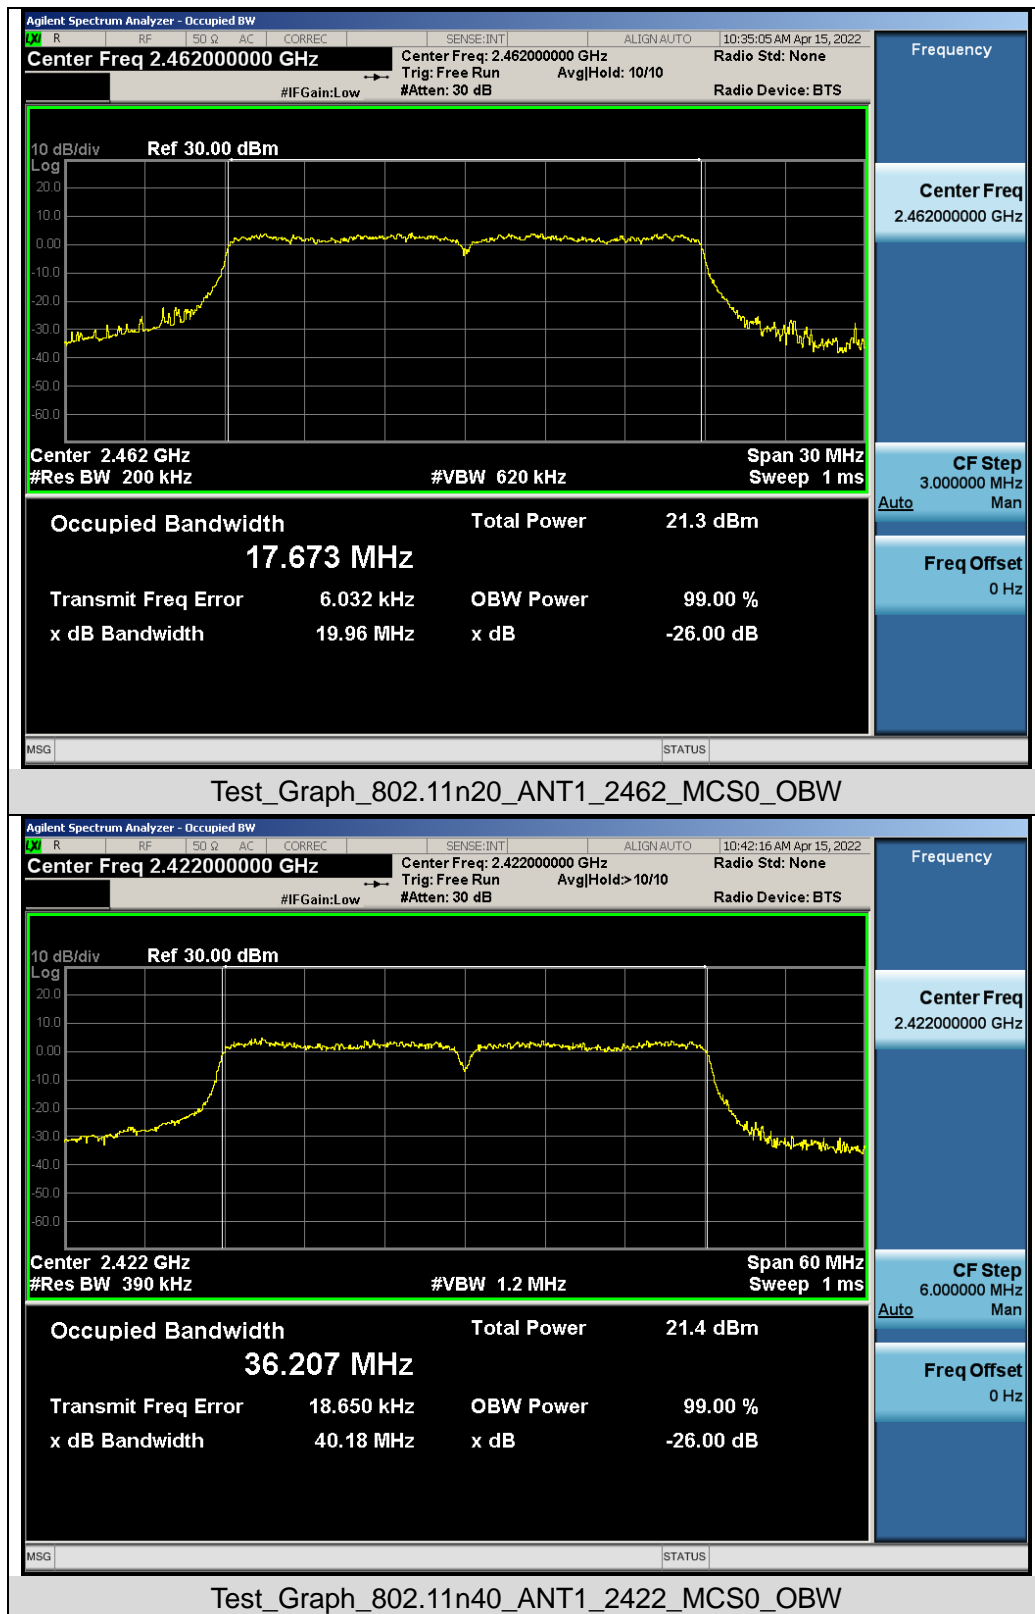 Agilent Spectrum Analyzer - Occupied BW
LXI R RF 50 Ω AC CORREC SENSE:INT ALIGN AUTO 10:35:05 AM Apr 15, 2022
Center Freq 2.462000000 GHz
Center Freq: 2.462000000 GHz
Radio Std: None
Trig: Free Run Avg|Hold: 10/10
#IFGain:Low #Atten: 30 dB Radio Device: BTS
10 dB/div Ref 30.00 dBm
Log
20.0
10.0
0.00
-10.0
-20.0
-30.0
-40.0
-50.0
-60.0
Center 2.462 GHz Span 30 MHz
#Res BW 200 kHz #VBW 620 kHz Sweep 1 ms
Occupied Bandwidth Total Power 21.3 dBm
17.673 MHz
Transmit Freq Error 6.032 kHz OBW Power 99.00 %
x dB Bandwidth 19.96 MHz x dB -26.00 dB
MSG STATUS
Frequency
Center Freq
2.462000000 GHz
CF Step
3.000000 MHz
Auto Man
Freq Offset
0 Hz
Test_Graph_802.11n20_ANT1_2462_MCS0_OBW
Agilent Spectrum Analyzer - Occupied BW
LXI R RF 50 Ω AC CORREC SENSE:INT ALIGN AUTO 10:42:16 AM Apr 15, 2022
Center Freq 2.422000000 GHz
Center Freq: 2.422000000 GHz
Radio Std: None
Trig: Free Run Avg|Hold:> 10/10
#IFGain:Low #Atten: 30 dB Radio Device: BTS
10 dB/div Ref 30.00 dBm
Log
20.0
10.0
0.00
-10.0
-20.0
-30.0
-40.0
-50.0
-60.0
Center 2.422 GHz Span 60 MHz
#Res BW 390 kHz #VBW 1.2 MHz Sweep 1 ms
Occupied Bandwidth Total Power 21.4 dBm
36.207 MHz
Transmit Freq Error 18.650 kHz OBW Power 99.00 %
x dB Bandwidth 40.18 MHz x dB -26.00 dB
MSG STATUS
Frequency
Center Freq
2.422000000 GHz
CF Step
6.000000 MHz
Auto Man
Freq Offset
0 Hz
Test_Graph_802.11n40_ANT1_2422_MCS0_OBW